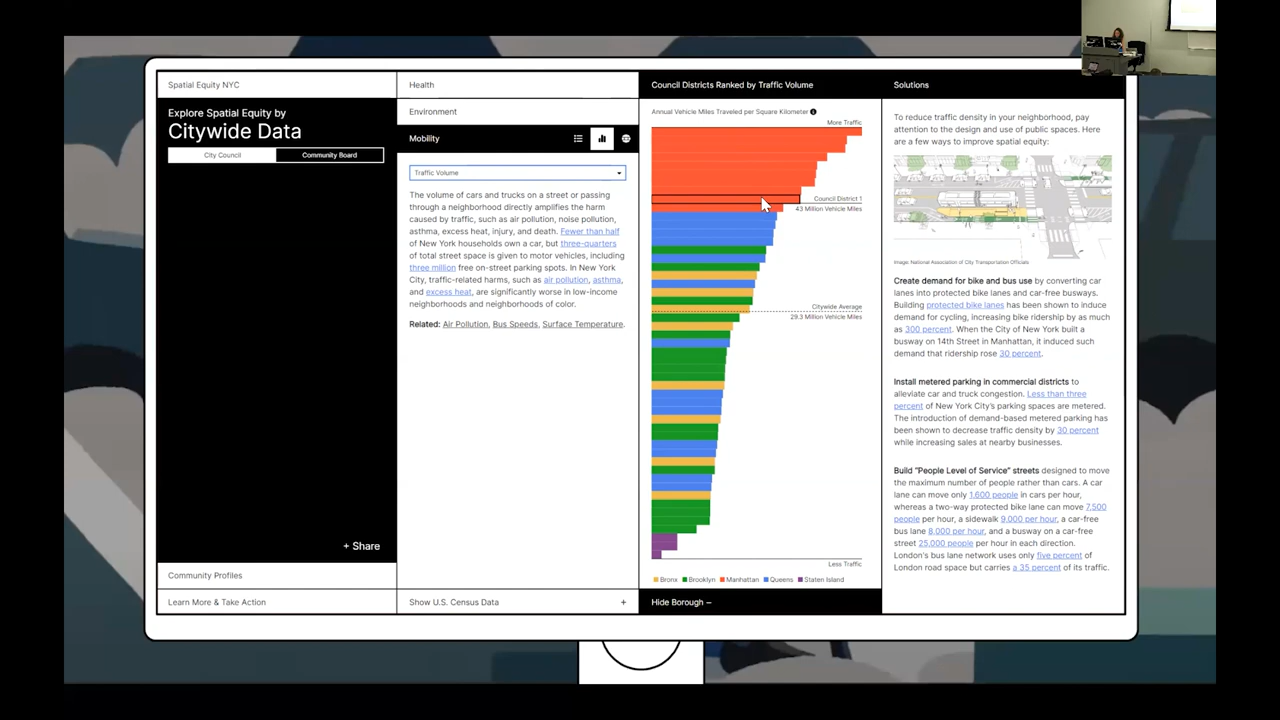 Spatial Equity NYC
Explore Spatial Equity by
Citywide Data
City Council
Community Board
+ Share
Community Profiles
Learn More & Take Action
Health
Environment
Mobility
Traffic Volume
The volume of cars and trucks on a street or passing
through a neighborhood directly amplifies the harm
caused by traffic, such as air pollution, noise pollution,
asthma, excess heat, injury, and death. Fewer than half
of New York households own a car, but three-quarters
of total street space is given to motor vehicles, including
three million free on-street parking spots. In New York
City, traffic-related harms, such as air pollution, asthma,
and excess heat, are significantly worse in low-income
neighborhoods and neighborhoods of color.
Related: Air Pollution, Bus Speeds, Surface Temperature.
Show U.S. Census Data +
Council Districts Ranked by Traffic Volume
Annual Vehicle Miles Traveled per Square Kilometer
More Traffic
Council District 1
43 Million Vehicle Miles
Citywide Average
29.3 Million Vehicle Miles
Less Traffic
Bronx Brooklyn Manhattan Queens Staten Island
Hide Borough –
Solutions
To reduce traffic density in your neighborhood, pay
attention to the design and use of public spaces. Here
are a few ways to improve spatial equity:
Image: National Association of City Transportation Officials
Create demand for bike and bus use by converting car
lanes into protected bike lanes and car-free busways.
Building protected bike lanes has been shown to induce
demand for cycling, increasing bike ridership by as much
as 300 percent. When the City of New York built a
busway on 14th Street in Manhattan, it induced such
demand that ridership rose 30 percent.
Install metered parking in commercial districts to
alleviate car and truck congestion. Less than three
percent of New York City's parking spaces are metered.
The introduction of demand-based metered parking has
been shown to decrease traffic density by 30 percent
while increasing sales at nearby businesses.
Build "People Level of Service" streets designed to move
the maximum number of people rather than cars. A car
lane can move only 1,600 people in cars per hour,
whereas a two-way protected bike lane can move 7,500
people per hour, a sidewalk 9,000 per hour, a car-free
bus lane 8,000 per hour, and a busway on a car-free
street 25,000 people per hour in each direction.
London's bus lane network uses only five percent of
London road space but carries a 35 percent of its traffic.